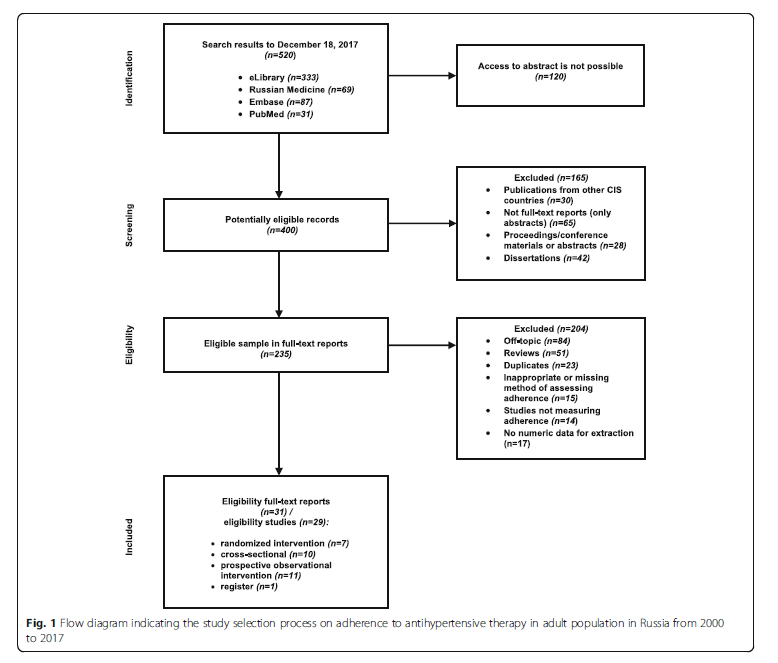 Identification
Search results to December 18, 2017
(n=520)
• eLibrary (n=333)
• Russian Medicine (n=69)
• Embase (n=87)
• PubMed (n=31)
Access to abstract is not possible
(n=120)
Screening
Potentially eligible records
(n=400)
Excluded (n=165)
• Publications from other CIS
countries (n=30)
• Not full-text reports (only
abstracts) (n=65)
• Proceedings/conference
materials or abstracts (n=28)
• Dissertations (n=42)
Eligibility
Eligible sample in full-text reports
(n=235)
Excluded (n=204)
• Off-topic (n=84)
• Reviews (n=51)
• Duplicates (n=23)
• Inappropriate or missing
method of assessing
adherence (n=15)
• Studies not measuring
adherence (n=14)
• No numeric data for extraction
(n=17)
Included
Eligibility full-text reports
(n=31) /
eligibility studies (n=29):
• randomized intervention (n=7)
• cross-sectional (n=10)
• prospective observational
intervention (n=11)
• register (n=1)
Fig. 1 Flow diagram indicating the study selection process on adherence to antihypertensive therapy in adult population in Russia from 2000
to 2017